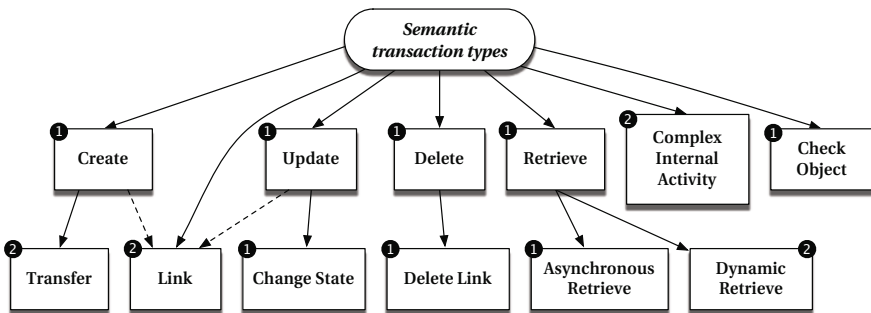 Semantic
transaction types
1
Create
1
Update
1
Delete
1
Retrieve
2
Complex
Internal
Activity
1
Check
Object
2
Transfer
2
Link
1
Change State
1
Delete Link
1
Asynchronous
Retrieve
2
Dynamic
Retrieve